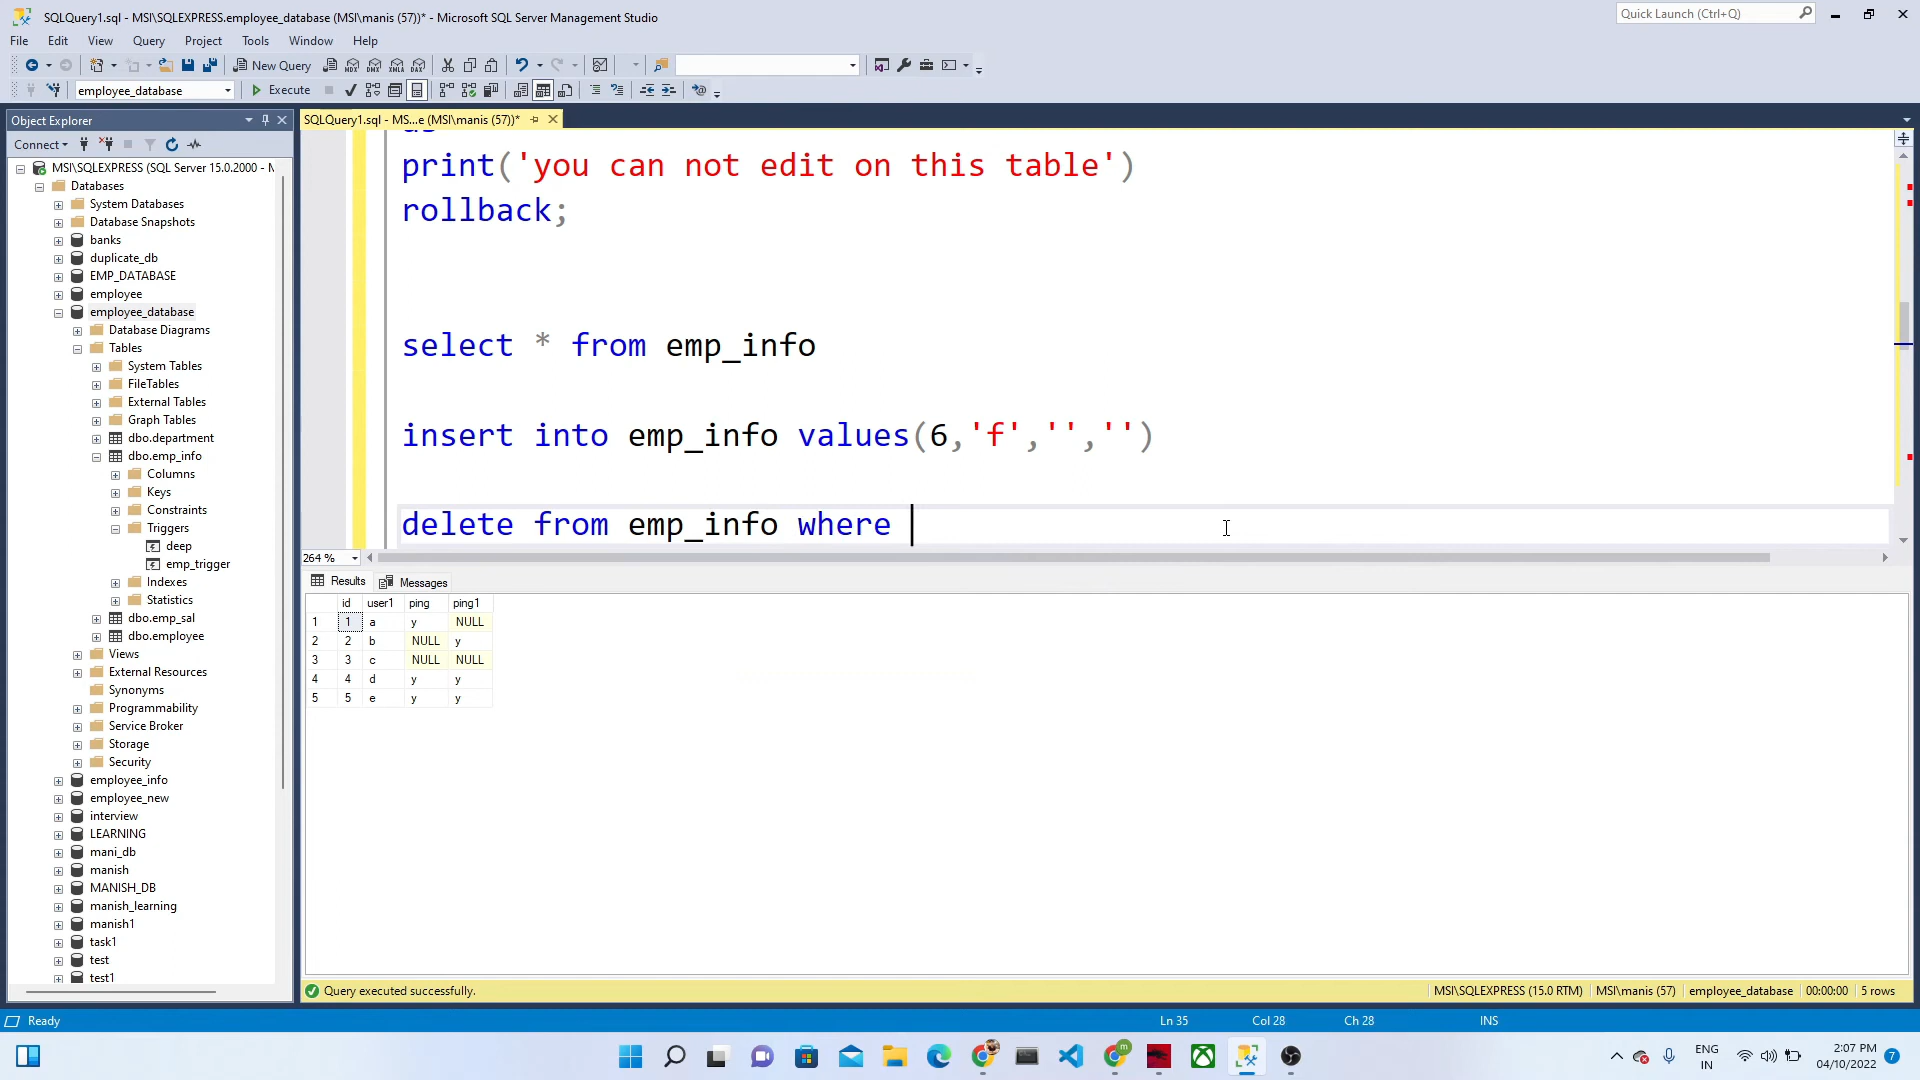 SQLQuery1.sql - MSI\SQLEXPRESS.employee_database (MSI\manis (57))* - Microsoft SQL Server Management Studio
Quick Launch (Ctrl+Q)
File Edit View Query Project Tools Window Help
New Query
employee_database
Execute
Object Explorer
SQLQuery1.sql - MS...e (MSI\manis (57))*
Connect
MSI\SQLEXPRESS (SQL Server 15.0.2000 -
Databases
System Databases
Database Snapshots
banks
duplicate_db
EMP_DATABASE
employee
employee_database
Database Diagrams
Tables
System Tables
FileTables
External Tables
Graph Tables
dbo.department
dbo.emp_info
Columns
Keys
Constraints
Triggers
deep
emp_trigger
Indexes
Statistics
dbo.emp_sal
dbo.employee
Views
External Resources
Synonyms
Programmability
Service Broker
Storage
Security
employee_info
employee_new
interview
LEARNING
mani_db
manish
MANISH_DB
manish_learning
manish1
task1
test
test1
print('you can not edit on this table')
rollback;
select * from emp_info
insert into emp_info values(6,'f','','')
delete from emp_info where
264 %
Results Messages
id user1 ping ping1
1 1 a y NULL
2 2 b NULL y
3 3 c NULL NULL
4 4 d y y
5 5 e y y
Query executed successfully.
MSI\SQLEXPRESS (15.0 RTM) MSI\manis (57) employee_database 00:00:00 5 rows
Ready
Ln 35 Col 28 Ch 28 INS
ENG
IN
2:07 PM
04/10/2022
7